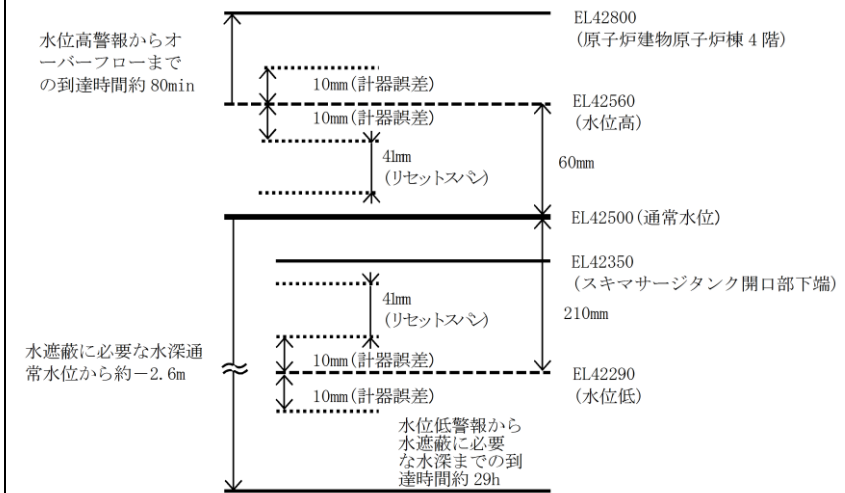 水位高警報からオ
ーバーフローまで
の到達時間約 80min
EL42800
(原子炉建物原子炉棟 4 階)
10mm(計器誤差)
10mm(計器誤差)
EL42560
(水位高)
41mm
(リセットスパン)
60mm
EL42500(通常水位)
EL42350
(スキマサージタンク開口部下端)
41mm
(リセットスパン)
210mm
水遮蔽に必要な水深通
常水位から約－2.6m
10mm(計器誤差)
10mm(計器誤差)
EL42290
(水位低)
水位低警報から
水遮蔽に必要
な水深までの到
達時間約 29h